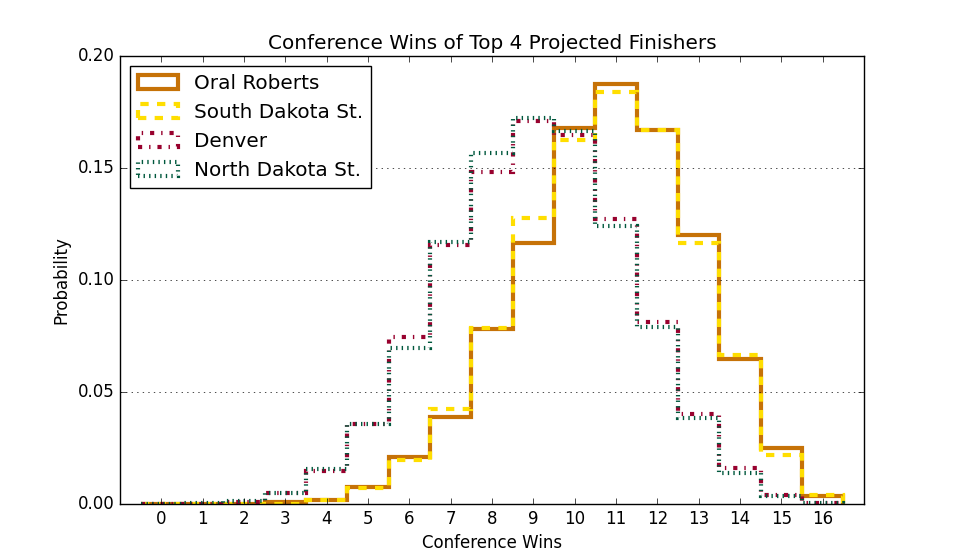 Conference Wins of Top 4 Projected Finishers
0.20
Oral Roberts
South Dakota St.
Denver
North Dakota St.
0.15
0.10
0.05
0.00
Probability
0 1 2 3 4 5 6 7 8 9 10 11 12 13 14 15 16
Conference Wins